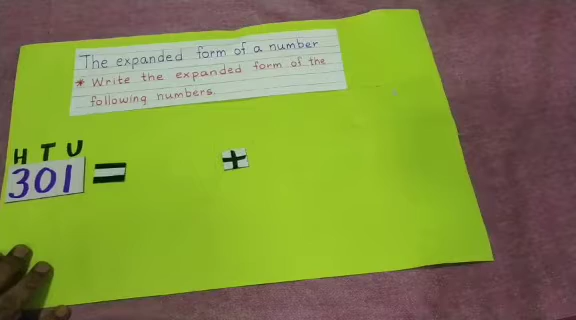 The expanded form of a number
* Write the expanded form of the
following numbers.
H T U
301 = +